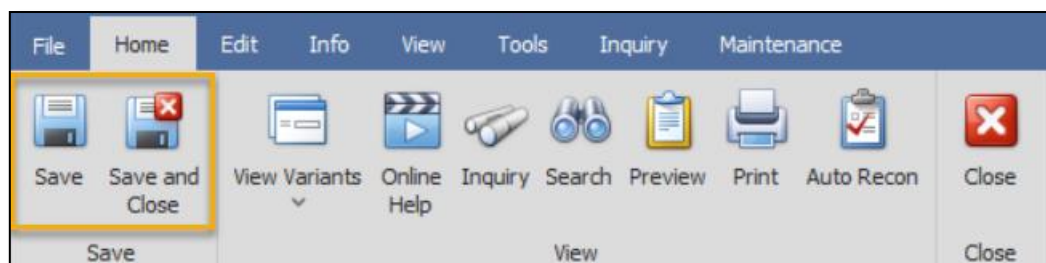 File Home Edit Info View Tools Inquiry Maintenance
Save Save and View Variants Online Inquiry Search Preview Print Auto Recon Close
Close Help
Save View Close